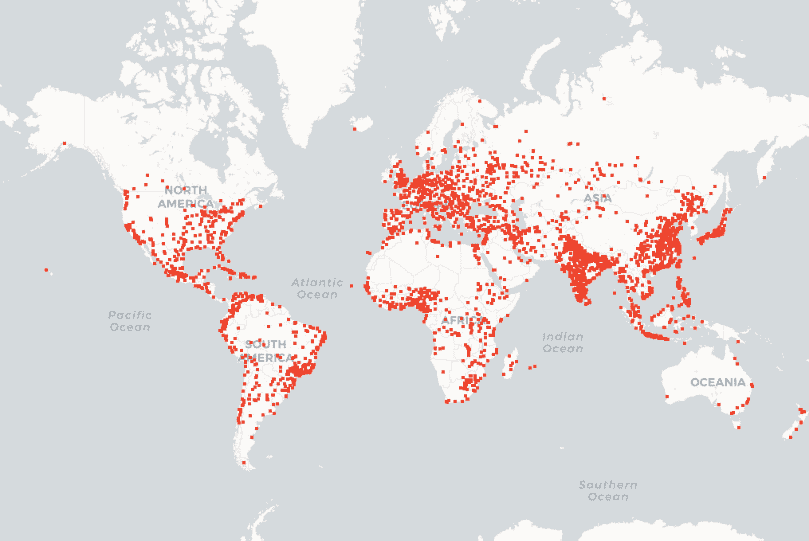 NORTH
AMERICA
ASIA
Atlantic
Ocean
Pacific
Ocean
AFRICA
Indian
Ocean
SOUTH
AMERICA
OCEANIA
Southern
Ocean